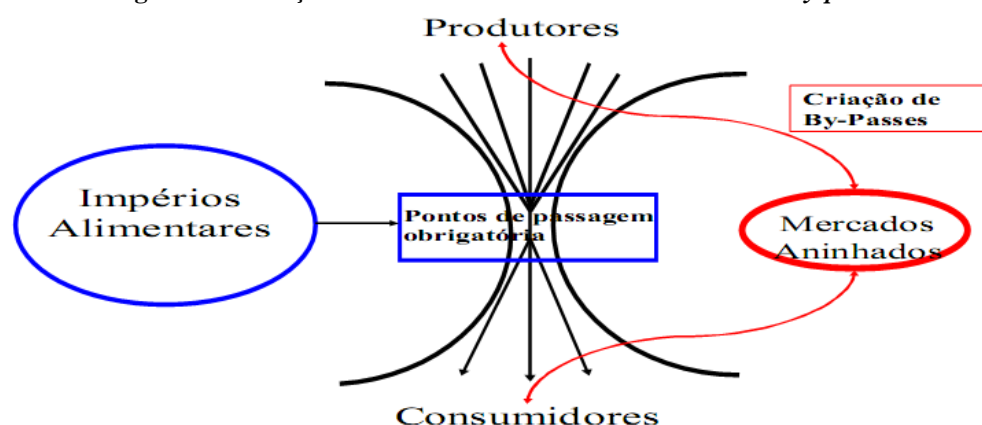 Produtores
Criação de
By-Passes
Impérios
Alimentares
Pontos de passagem
obrigatória
Mercados
Aninhados
Consumidores